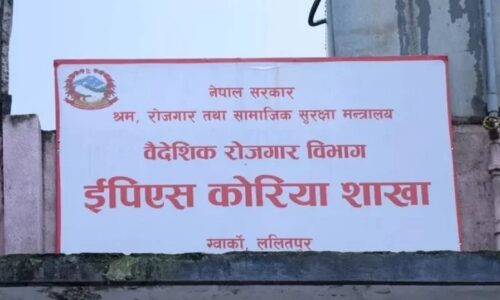 नेपाल सरकार
श्रम, रोजगार तथा सामाजिक सुरक्षा मन्त्रालय
वैदेशिक रोजगार विभाग
ईपिएस कोरिया शाखा
ग्वार्को, ललितपुर